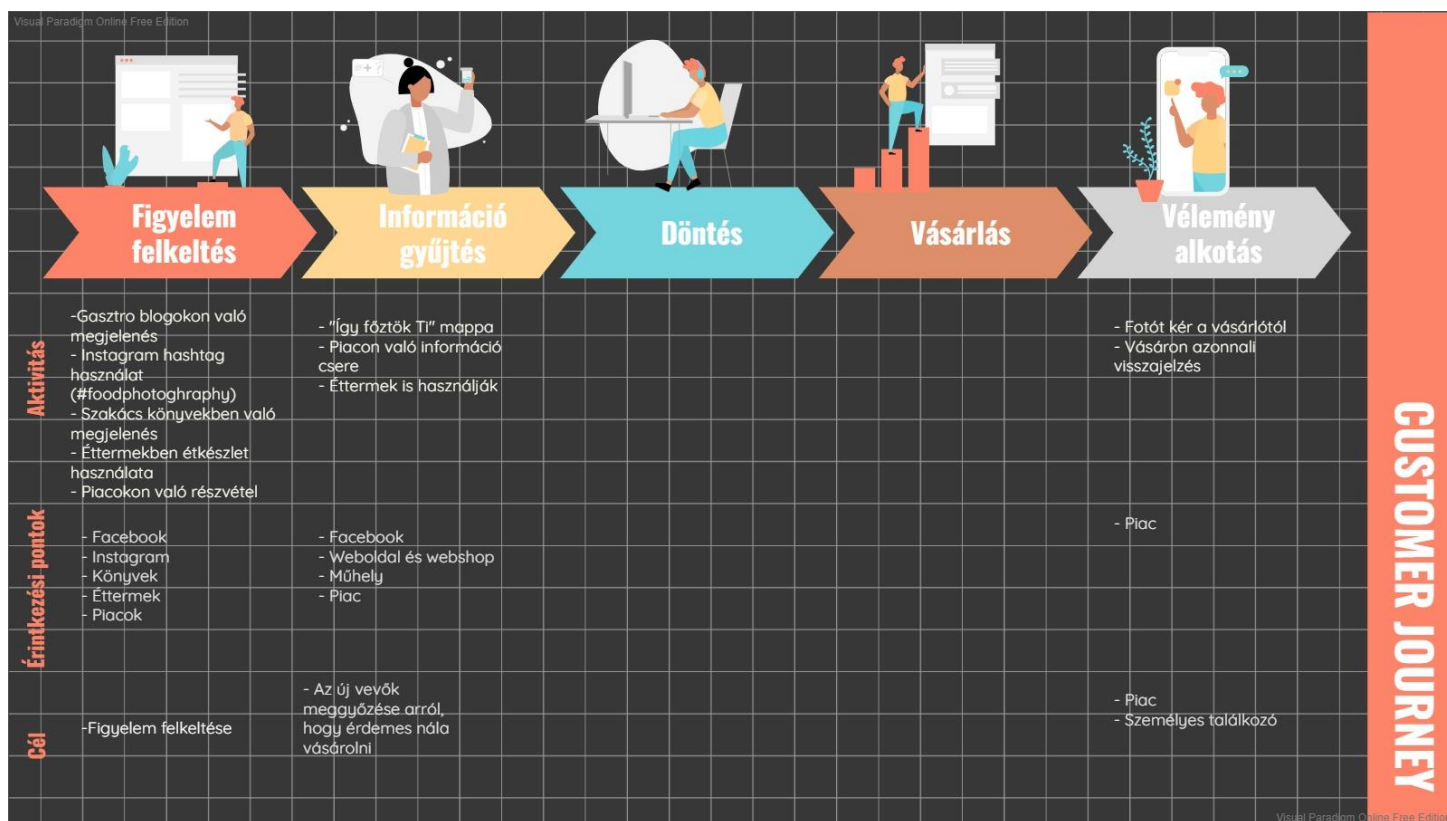 Visual Paradigm Online Free Edition
Figyelem
felkeltés
Információ
gyűjtés
Döntés
Vásárlás
Vélemény
alkotás
Aktivitás
-Gasztro blogokon való
megjelenés
- Instagram hashtag
használat
(#foodphotoghraphy)
- Szakács könyvekben való
megjelenés
- Éttermekben étkészlet
használata
- Piacokon való részvétel
- "Így főztök Ti" mappa
- Piacon való információ
csere
- Éttermek is használják
- Fotót kér a vásárlótól
- Vásáron azonnali
visszajelzés
Érintkezési pontok
- Facebook
- Instagram
- Könyvek
- Éttermek
- Piacok
- Facebook
- Weboldal és webshop
- Műhely
- Piac
- Piac
Cél
-Figyelem felkeltése
- Az új vevők
meggyőzése arról,
hogy érdemes nála
vásárolni
- Piac
- Személyes találkozó
CUSTOMER JOURNEY
Visual Paradigm Online Free Edition